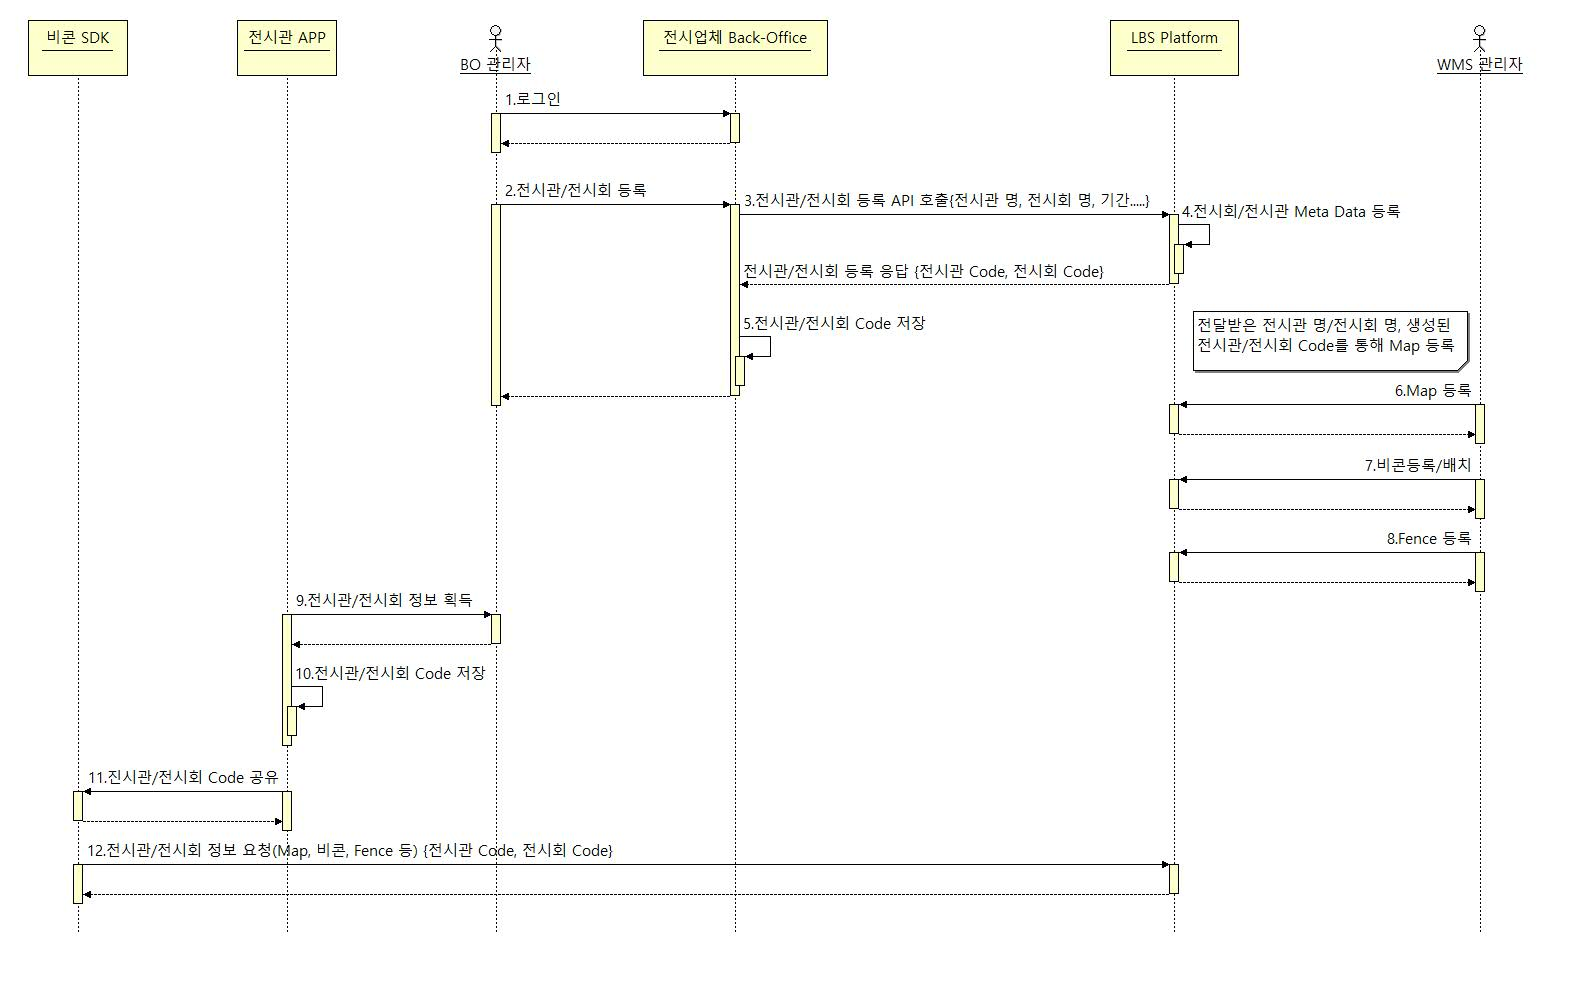 비콘 SDK
전시관 APP
BO 관리자
전시업체 Back-Office
LBS Platform
WMS 관리자
1.로그인
2.전시관/전시회 등록
3.전시관/전시회 등록 API 호출{전시관 명, 전시회 명, 기간.....}
4.전시회/전시관 Meta Data 등록
전시관/전시회 등록 응답 {전시관 Code, 전시회 Code}
5.전시관/전시회 Code 저장
전달받은 전시관 명/전시회 명, 생성된
전시관/전시회 Code를 통해 Map 등록
6.Map 등록
7.비콘등록/배치
8.Fence 등록
9.전시관/전시회 정보 획득
10.전시관/전시회 Code 저장
11.진시관/전시회 Code 공유
12.전시관/전시회 정보 요청(Map, 비콘, Fence 등) {전시관 Code, 전시회 Code}